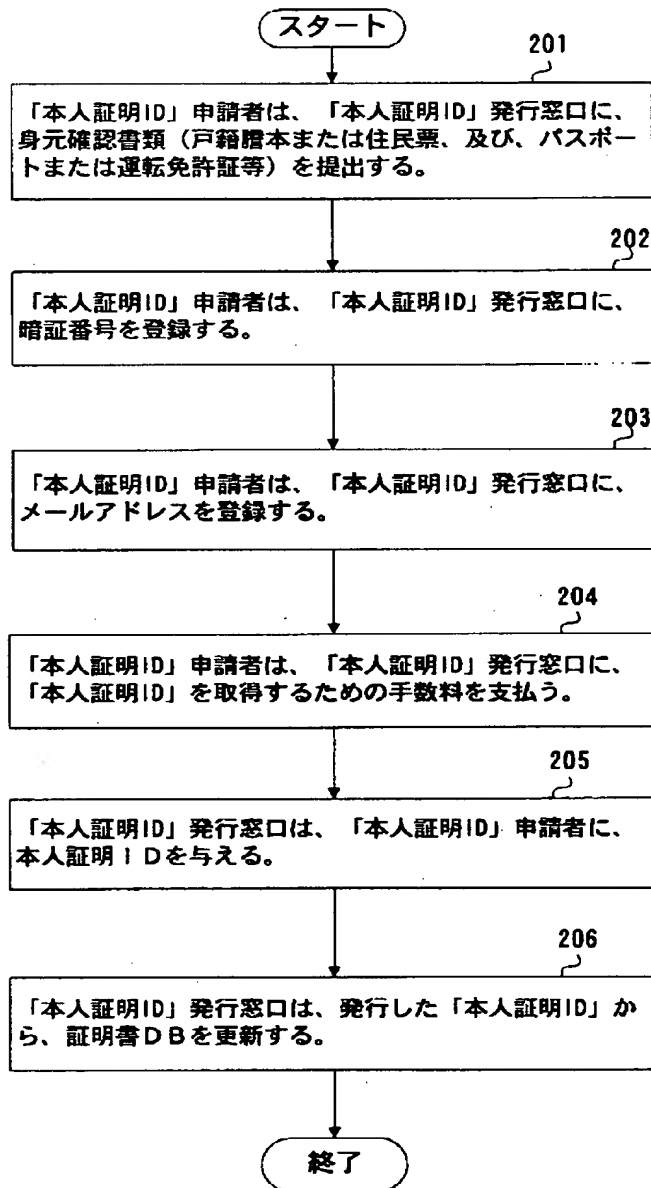 スタート
201
「本人証明ID」申請者は、「本人証明ID」発行窓口に、
身元確認書類（戸籍謄本または住民票、及び、パスポー
トまたは運転免許証等）を提出する。
202
「本人証明ID」申請者は、「本人証明ID」発行窓口に、
暗証番号を登録する。
203
「本人証明ID」申請者は、「本人証明ID」発行窓口に、
メールアドレスを登録する。
204
「本人証明ID」申請者は、「本人証明ID」発行窓口に、
「本人証明ID」を取得するための手数料を支払う。
205
「本人証明ID」発行窓口は、「本人証明ID」申請者に、
本人証明ＩＤを与える。
206
「本人証明ID」発行窓口は、発行した「本人証明ID」か
ら、証明書ＤＢを更新する。
終了